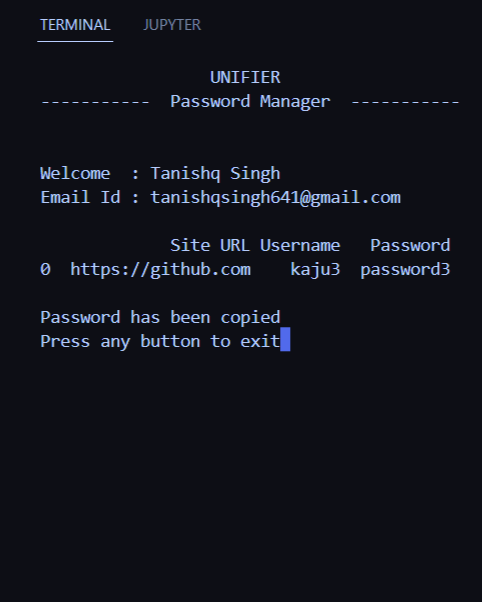 TERMINAL JUPYTER
UNIFIER
----------- Password Manager -----------
Welcome : Tanishq Singh
Email Id : tanishqsingh641@gmail.com
Site URL Username Password
0 https://github.com kaju3 password3
Password has been copied
Press any button to exit